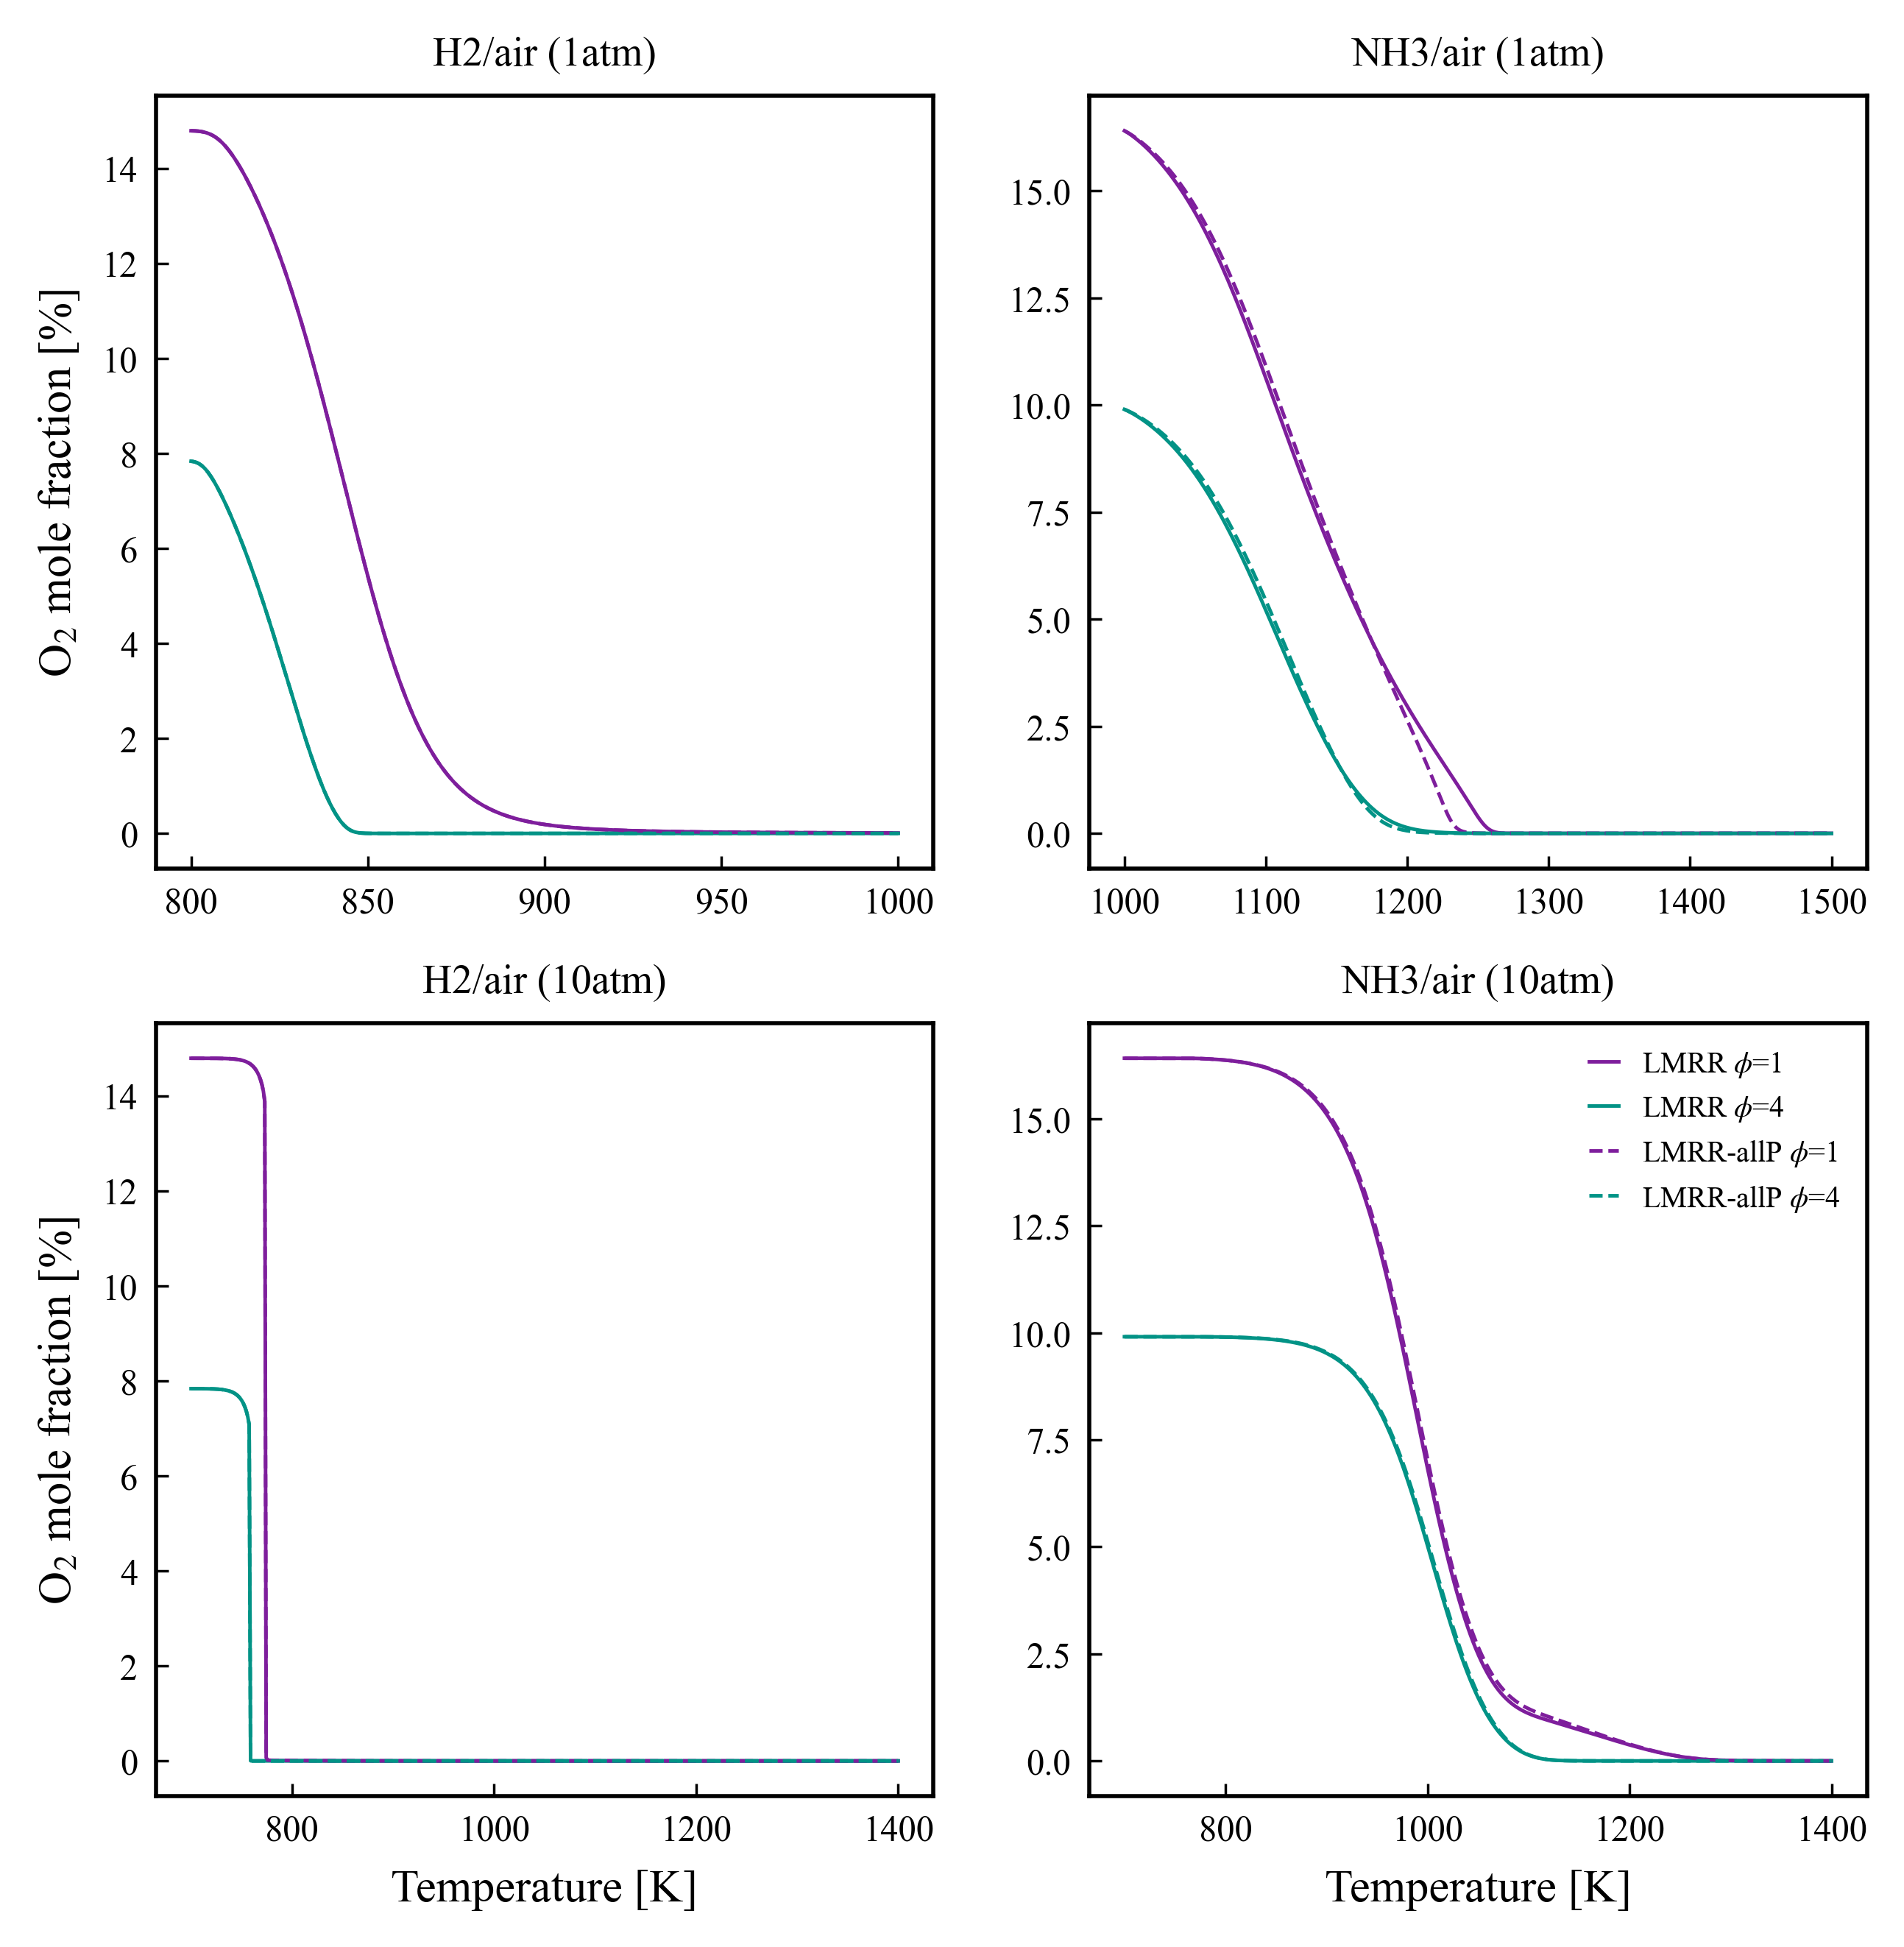 H2/air (1atm)
NH3/air (1atm)
O₂ mole fraction [%]
14
12
10
8
6
4
2
0
800 850 900 950 1000
15.0
12.5
10.0
7.5
5.0
2.5
0.0
1000 1100 1200 1300 1400 1500
H2/air (10atm)
NH3/air (10atm)
O₂ mole fraction [%]
14
12
10
8
6
4
2
0
800 1000 1200 1400
Temperature [K]
15.0
12.5
10.0
7.5
5.0
2.5
0.0
LMRR ϕ=1
LMRR ϕ=4
LMRR-allP ϕ=1
LMRR-allP ϕ=4
800 1000 1200 1400
Temperature [K]